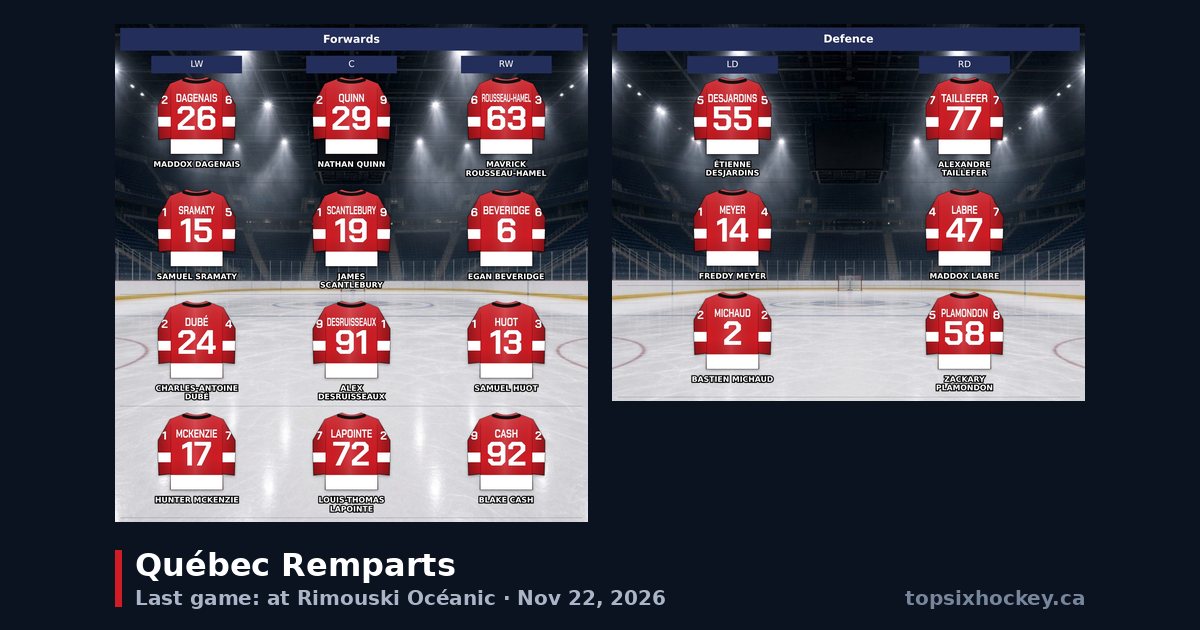 Forwards
LW C RW
2 DAGENAIS 6 2 QUINN 9 6 ROUSSEAU-HAMEL 3
26 29 63
MADDOX DAGENAIS NATHAN QUINN MAVRICK
ROUSSEAU-HAMEL
1 SRAMATY 5 1 SCANTLEBURY 9 6 BEVERIDGE 6
15 19 6
SAMUEL SRAMATY JAMES EGAN BEVERIDGE
SCANTLEBURY
2 DUBÉ 4 9 DESRUISSEAUX 1 1 HUOT 3
24 91 13
CHARLES-ANTOINE ALEX SAMUEL HUOT
DUBÉ DESRUISSEAUX
1 MCKENZIE 7 7 LAPOINTE 2 9 CASH 2
17 72 92
HUNTER MCKENZIE LOUIS-THOMAS BLAKE CASH
LAPOINTE
Defence
LD RD
5 DESJARDINS 5 7 TAILLEFER 7
55 77
ÉTIENNE ALEXANDRE
DESJARDINS TAILLEFER
1 MEYER 4 4 LABRE 7
14 47
FREDDY MEYER MADDOX LABRE
2 MICHAUD 2 5 PLAMONDON 8
2 58
BASTIEN MICHAUD ZACKARY
PLAMONDON
Québec Remparts
Last game: at Rimouski Océanic · Nov 22, 2026
topsixhockey.ca